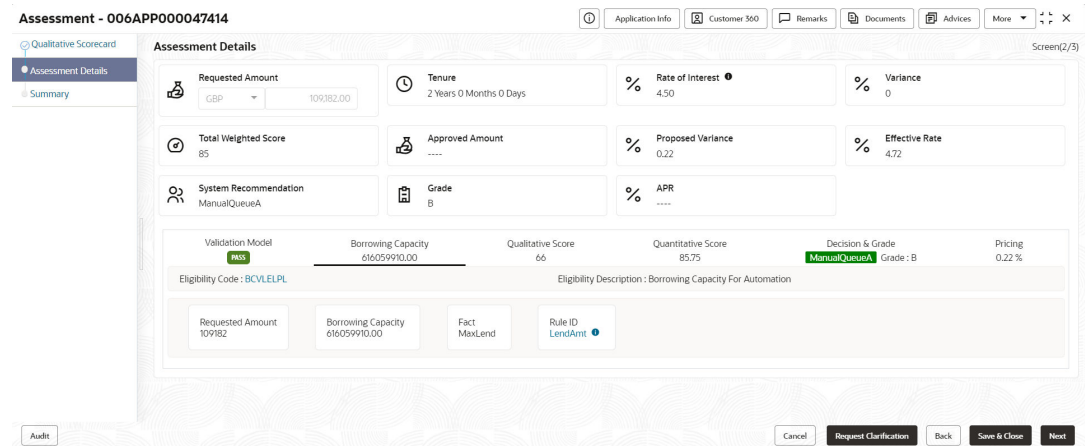 Assessment - 006APP000047414
Application Info
Customer 360
Remarks
Documents
Advices
More
Qualitative Scorecard
Assessment Details
Summary
Assessment Details
Screen(2/3)
Requested Amount
GBP
109,182.00
Tenure
2 Years 0 Months 0 Days
Rate of Interest
4.50
Variance
0
Total Weighted Score
85
Approved Amount
----
Proposed Variance
0.22
Effective Rate
4.72
System Recommendation
ManualQueueA
Grade
B
APR
----
Validation Model
PASS
Borrowing Capacity
616059910.00
Qualitative Score
66
Quantitative Score
85.75
Decision & Grade
ManualQueueA Grade : B
Pricing
0.22 %
Eligibility Code : BCVLELPL
Eligibility Description : Borrowing Capacity For Automation
Requested Amount
109182
Borrowing Capacity
616059910.00
Fact
MaxLend
Rule ID
LendAmt
Audit
Cancel
Request Clarification
Back
Save & Close
Next